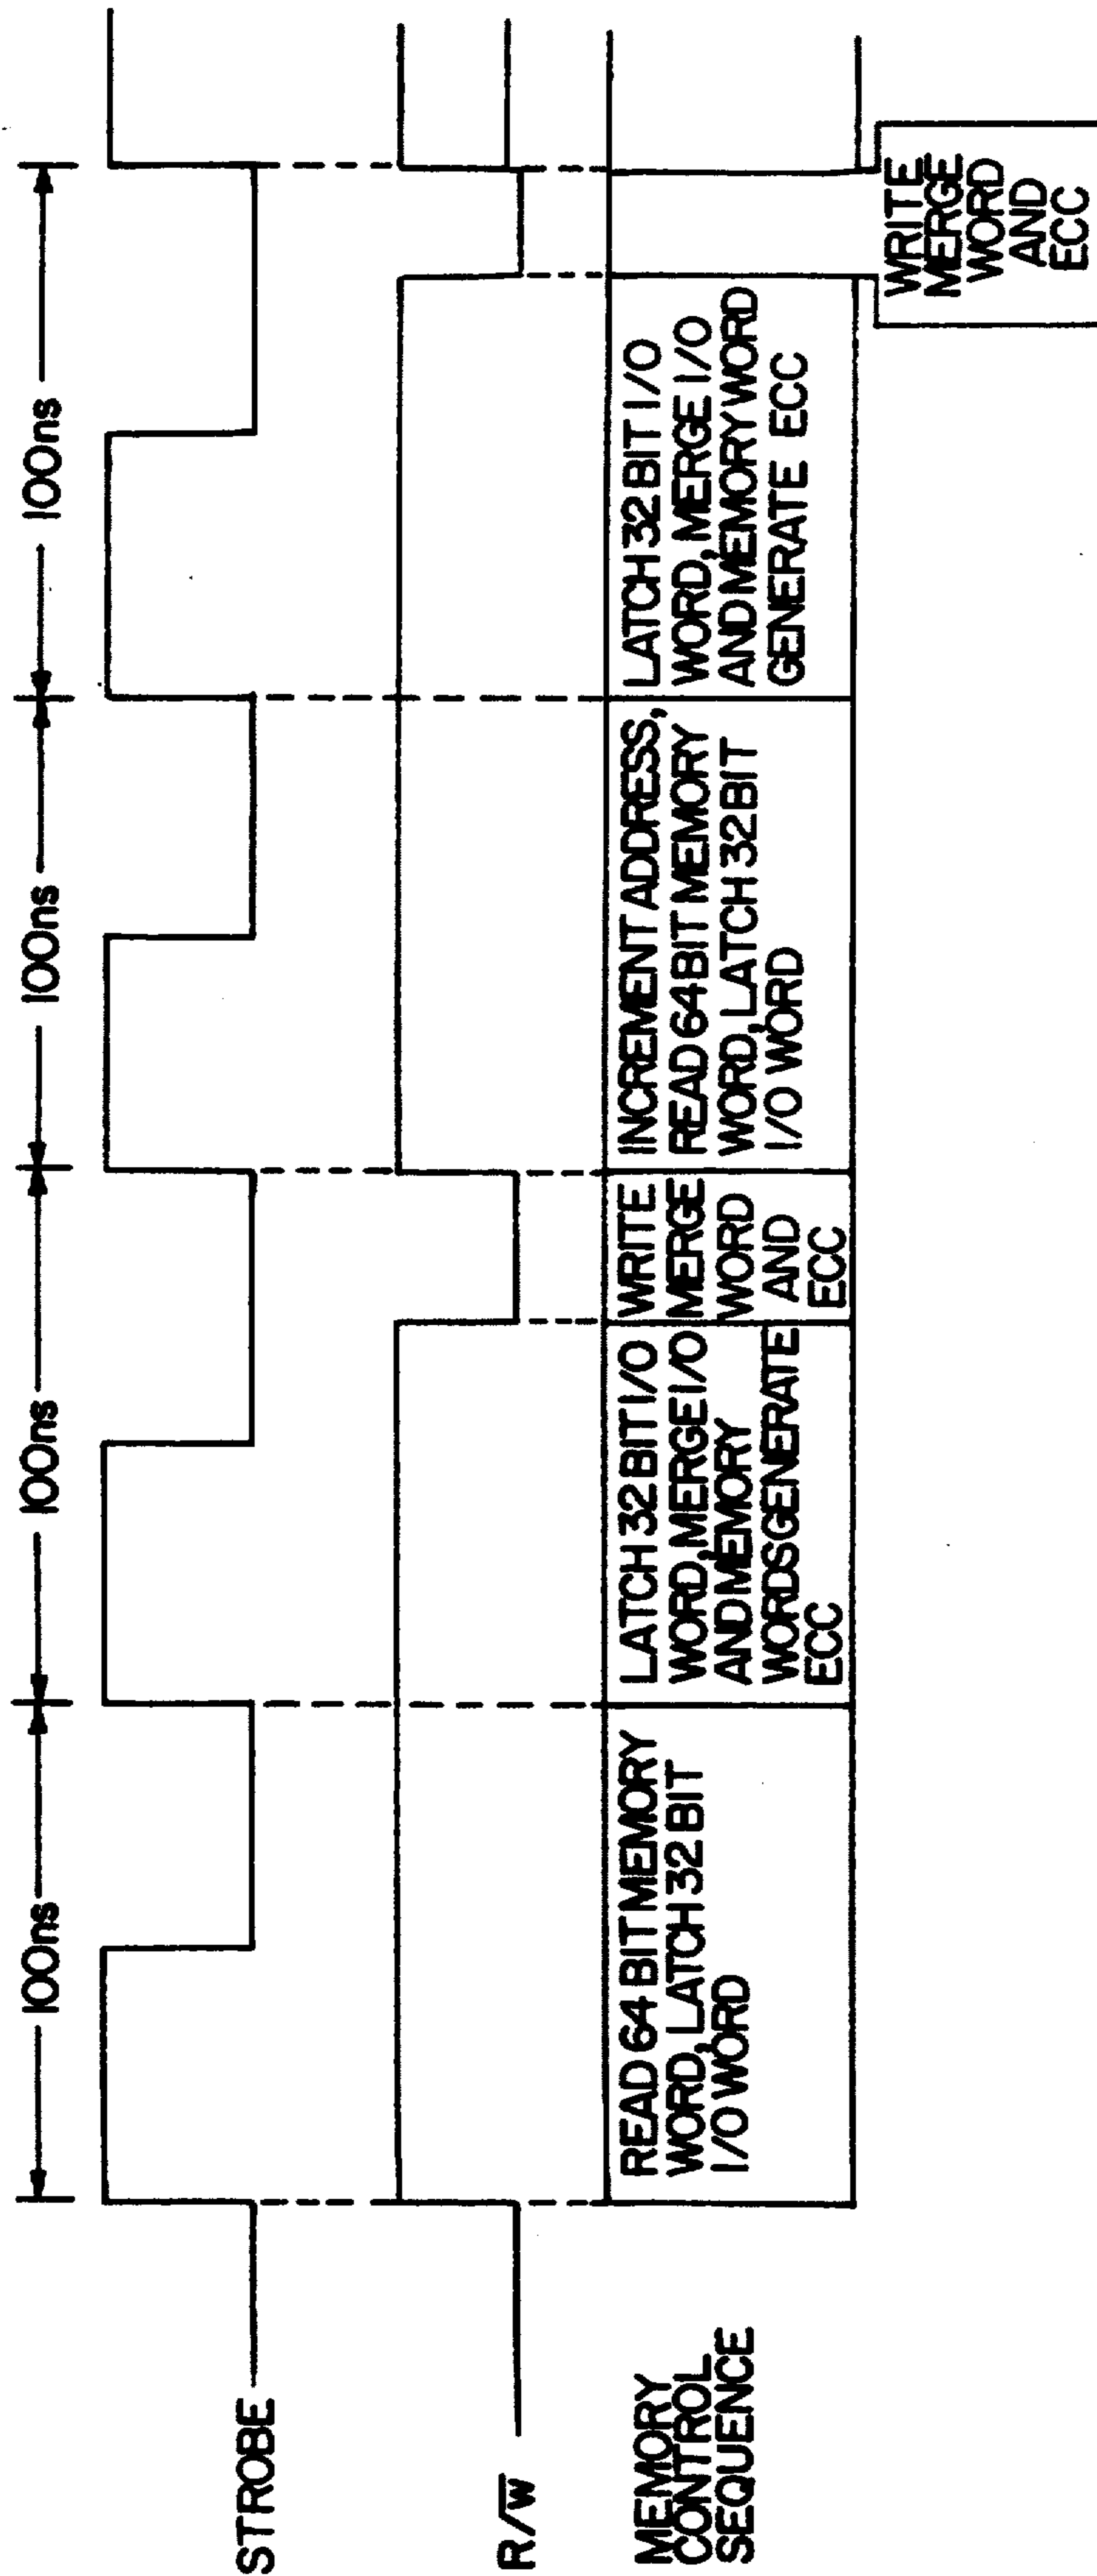 100ns
100ns
100ns
100ns
STROBE
R/W̅
MEMORY
CONTROL
SEQUENCE
READ 64 BIT MEMORY
WORD, LATCH 32 BIT
I/O WORD
LATCH 32 BIT I/O
WORD, MERGE I/O
AND MEMORY
WORDS GENERATE
ECC
WRITE
MERGE
WORD
AND
ECC
INCREMENT ADDRESS,
READ 64 BIT MEMORY
WORD, LATCH 32 BIT
I/O WORD
LATCH 32 BIT I/O
WORD, MERGE I/O
AND MEMORY WORD
GENERATE ECC
WRITE
MERGE
WORD
AND
ECC